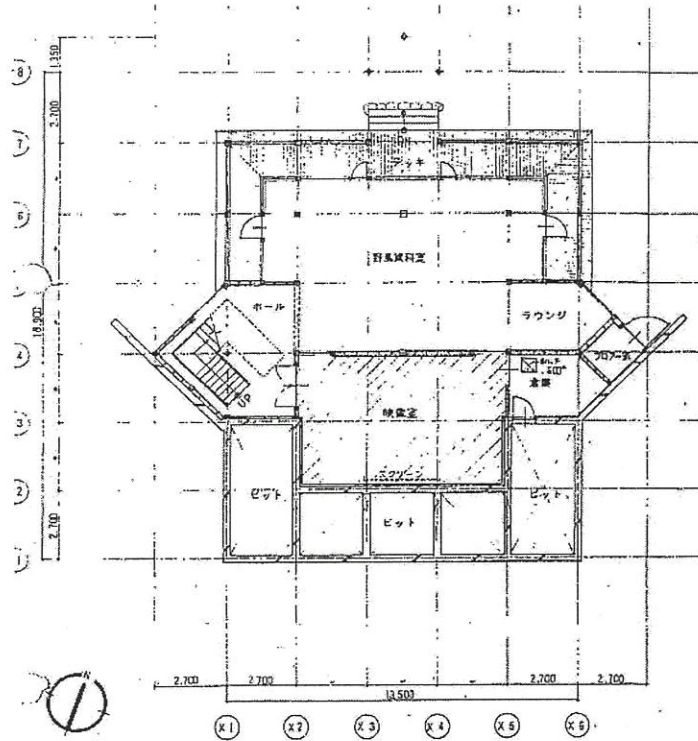 1,350
8
2,700
7
デッキ
6
野鳥資料室
ホール
ラウンジ
18,900
4
倉庫
UP
3
映像室
スクリーン
2
ピット
ピット
ピット
2,700
1
N
2,700
2,700
2,700
2,700
13,500
X1
X2
X3
X4
X5
X6